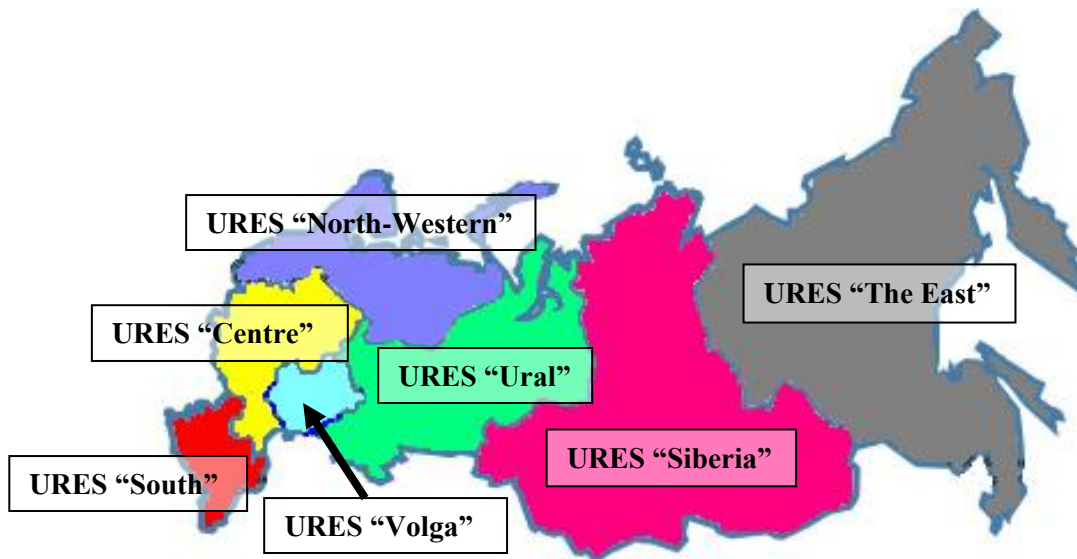 URES “North-Western”
URES “The East”
URES “Centre”
URES “Ural”
URES “Siberia”
URES “South”
URES “Volga”